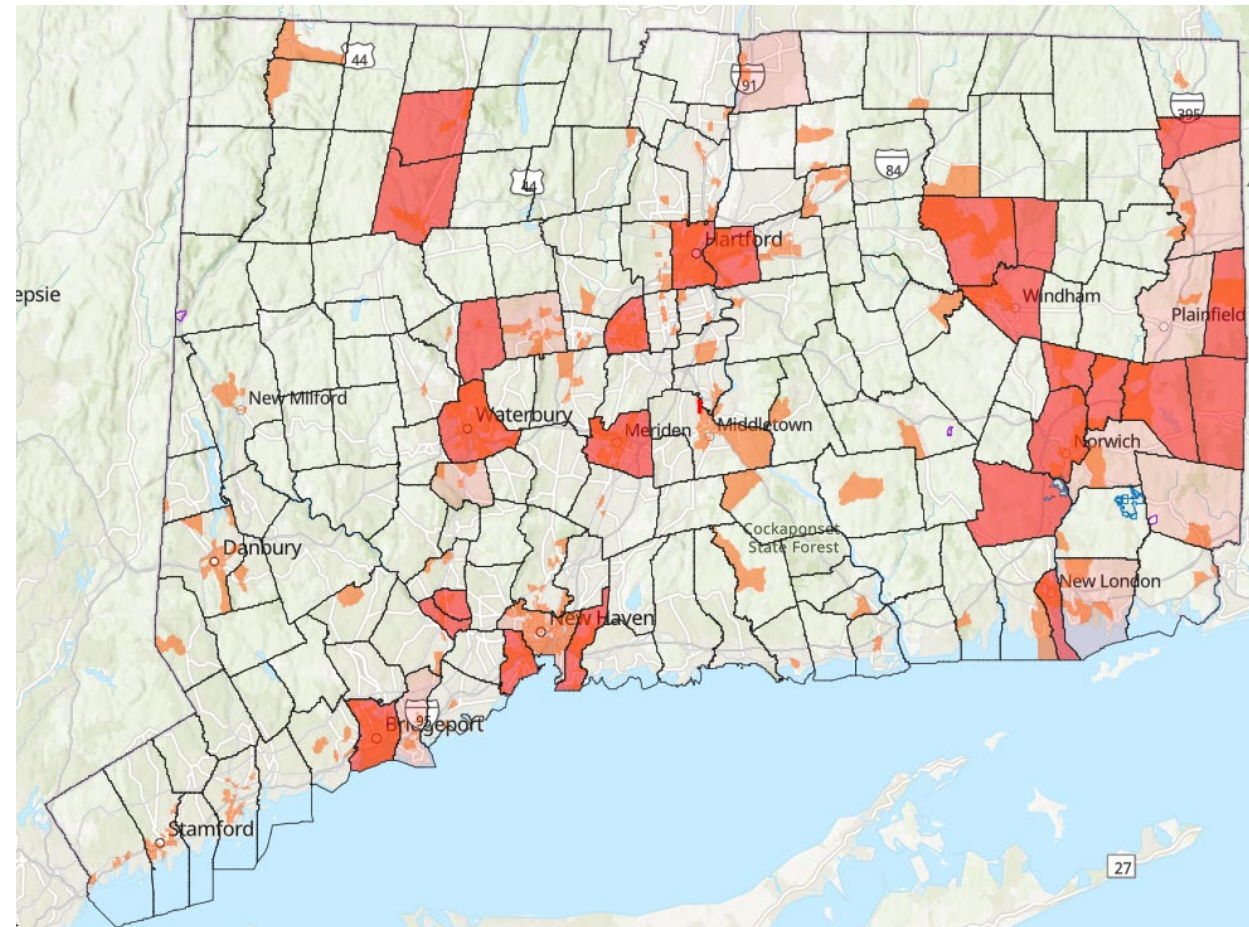 44
91
395
44
84
Hartford
epsie
Windham
Plainfield
New Milford
Waterbury
Meriden
Middletown
Norwich
Cockaponset
State Forest
Danbury
New London
New Haven
95
Bridgeport
Stamford
27